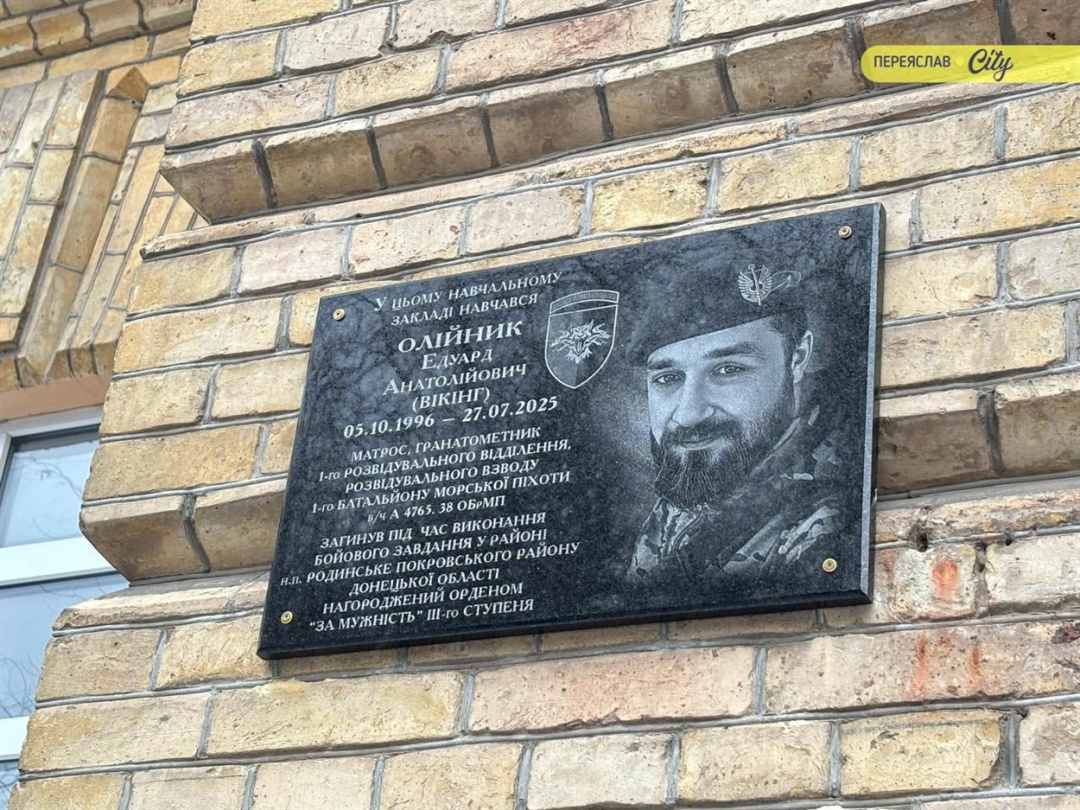 ПЕРЕЯСЛАВ City
У ЦЬОМУ НАВЧАЛЬНОМУ
ЗАКЛАДІ НАВЧАВСЯ
ОЛІЙНИК
ЕДУАРД
АНАТОЛІЙОВИЧ
(ВІКІНГ)
05.10.1996 – 27.07.2025
МАТРОС, ГРАНАТОМЕТНИК
1-го РОЗВІДУВАЛЬНОГО ВІДДІЛЕННЯ,
РОЗВІДУВАЛЬНОГО ВЗВОДУ
1-го БАТАЛЬЙОНУ МОРСЬКОЇ ПІХОТИ
в/ч А 4765. 38 ОБрМП
ЗАГИНУВ ПІД ЧАС ВИКОНАННЯ
БОЙОВОГО ЗАВДАННЯ У РАЙОНІ
н.п. РОДИНСЬКЕ ПОКРОВСЬКОГО РАЙОНУ
ДОНЕЦЬКОЇ ОБЛАСТІ
НАГОРОДЖЕНИЙ ОРДЕНОМ
"ЗА МУЖНІСТЬ" ІІІ-го СТУПЕНЯ